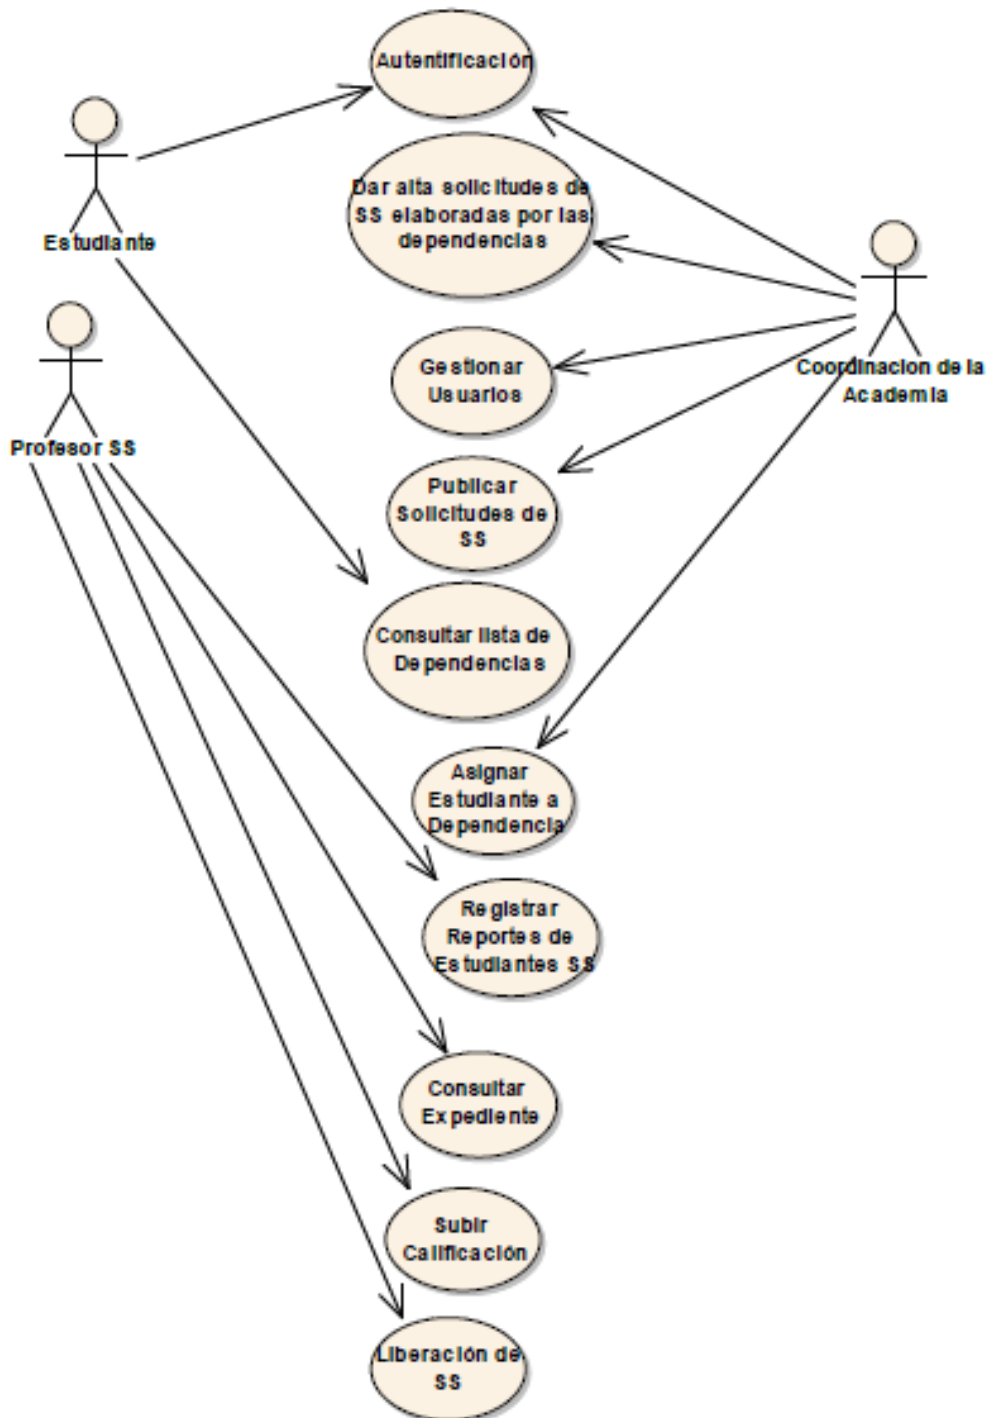 Autentificación
Dar alta solicitudes de
SS elaboradas por las
dependencias
Estudiante
Gestionar
Usuarios
Coordinacion de la
Academia
Profesor SS
Publicar
Solicitudes de
SS
Consultar lista de
Dependencias
Asignar
Estudiante a
Dependencia
Registrar
Reportes de
Estudiantes SS
Consultar
Expediente
Subir
Calificación
Liberación de
SS